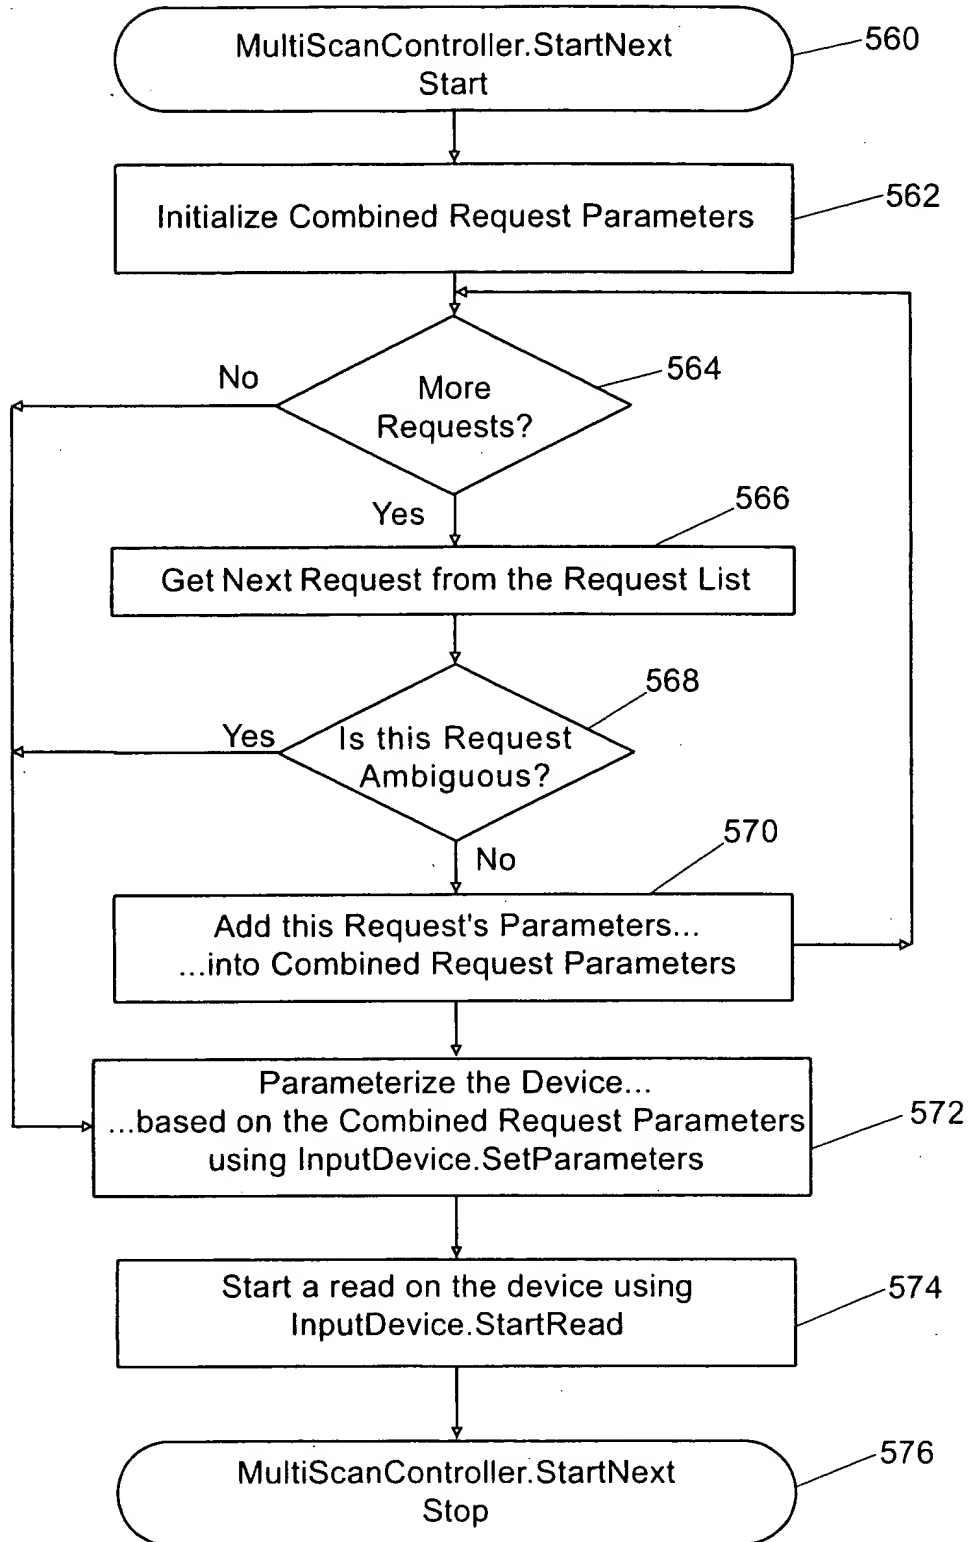 MultiScanController.StartNext
Start
560
Initialize Combined Request Parameters
562
No
More
Requests?
564
Yes
566
Get Next Request from the Request List
568
Yes
Is this Request
Ambiguous?
570
No
Add this Request's Parameters...
...into Combined Request Parameters
Parameterize the Device...
...based on the Combined Request Parameters
using InputDevice.SetParameters
572
Start a read on the device using
InputDevice.StartRead
574
MultiScanController.StartNext
Stop
576